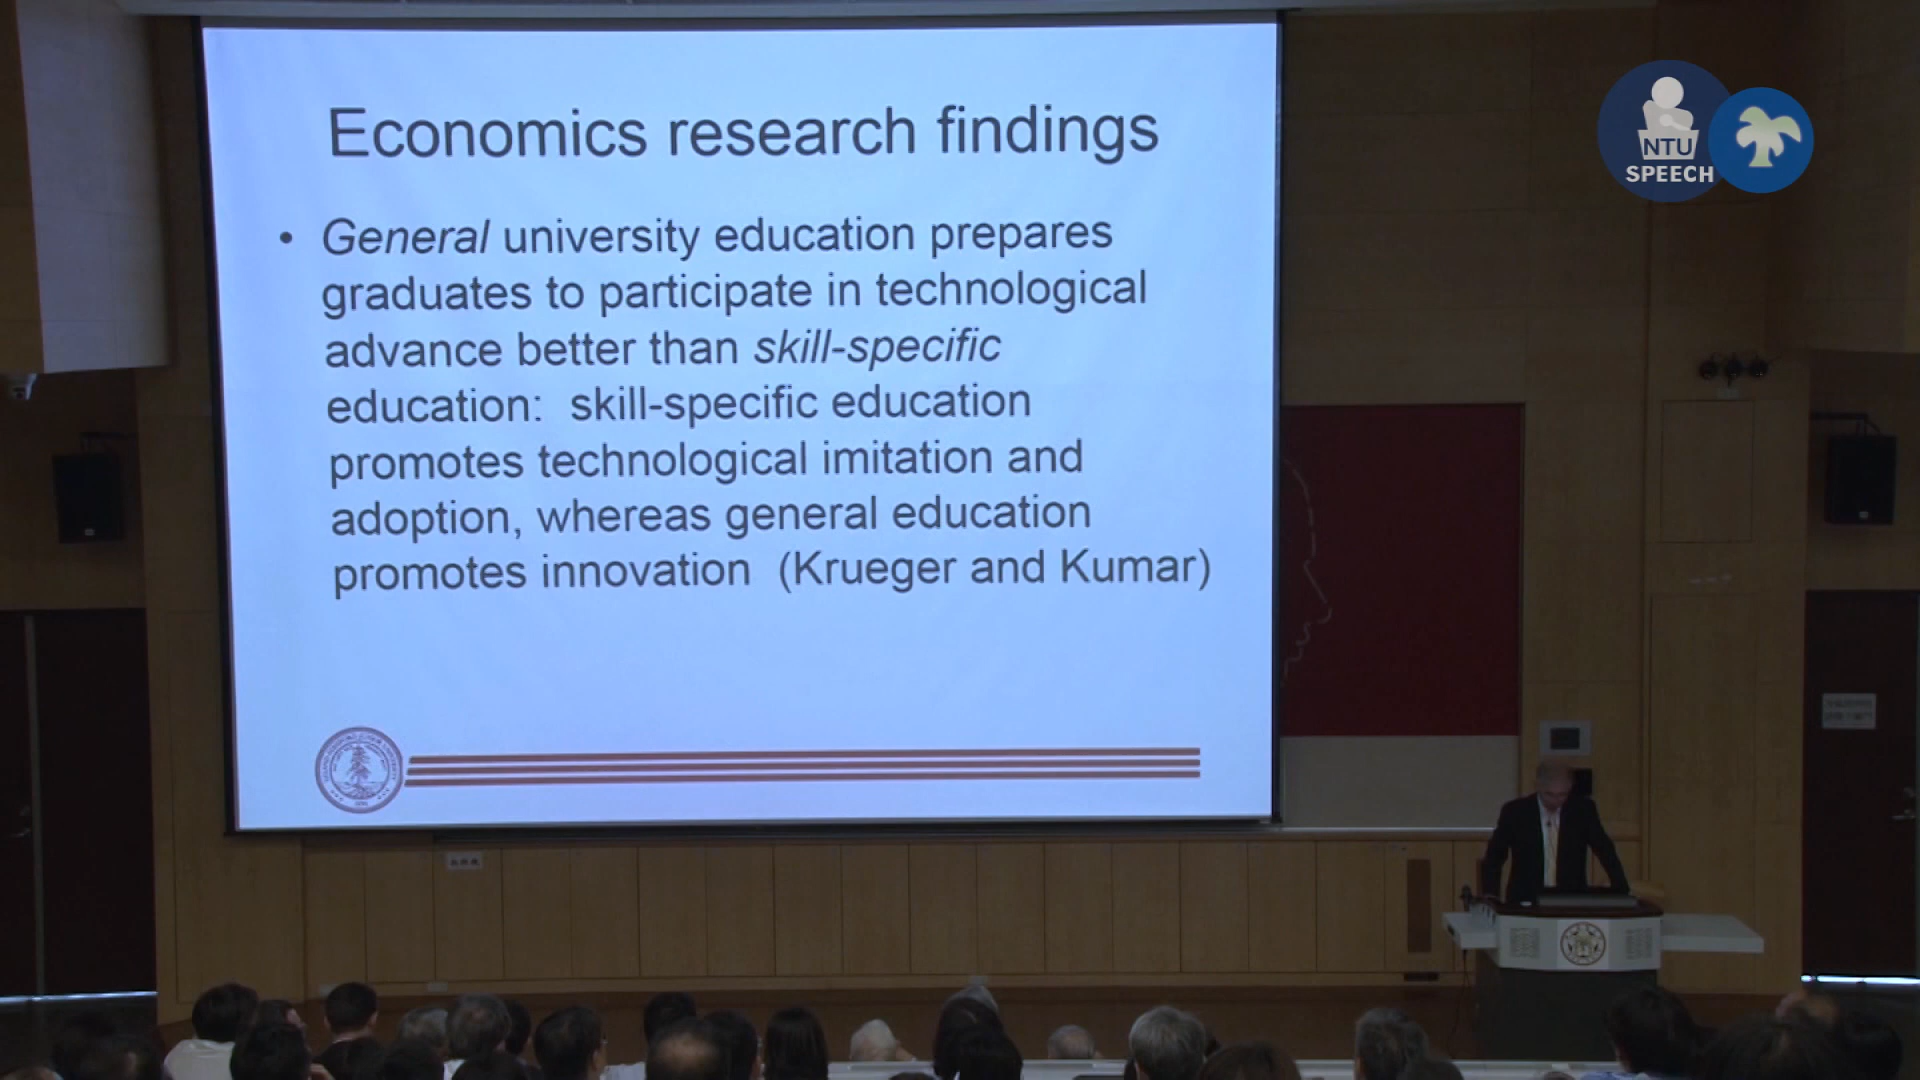 Economics research findings
• General university education prepares
graduates to participate in technological
advance better than skill-specific
education: skill-specific education
promotes technological imitation and
adoption, whereas general education
promotes innovation (Krueger and Kumar)
NTU
SPEECH